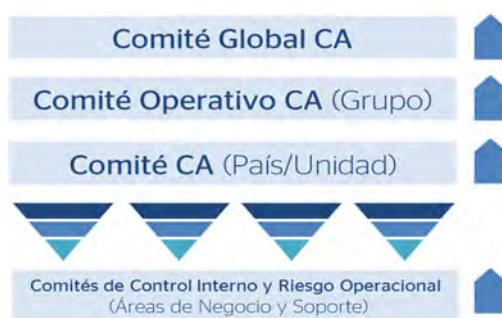 Comité Global CA
Comité Operativo CA (Grupo)
Comité CA (País/Unidad)
Comités de Control Interno y Riesgo Operacional
(Áreas de Negocio y Soporte)